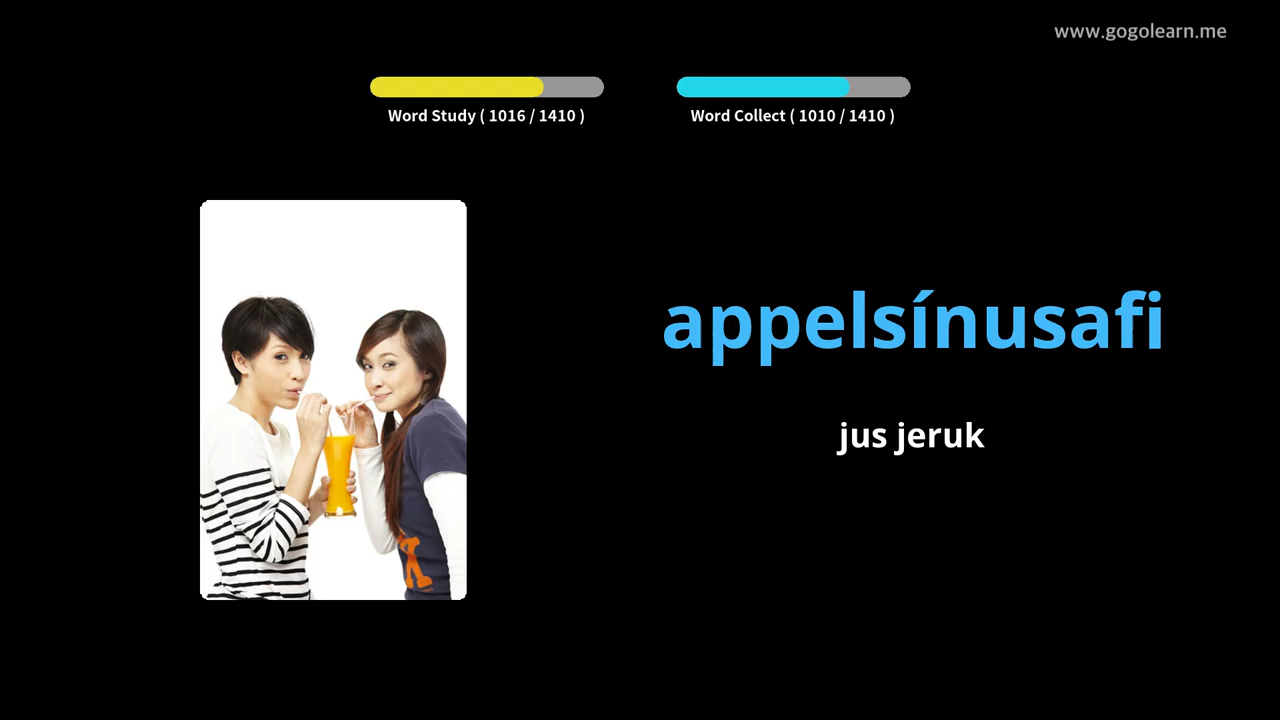 www.gogolearn.me
Word Study ( 1016 / 1410 )
Word Collect ( 1010 / 1410 )
appelsínusafi
jus jeruk